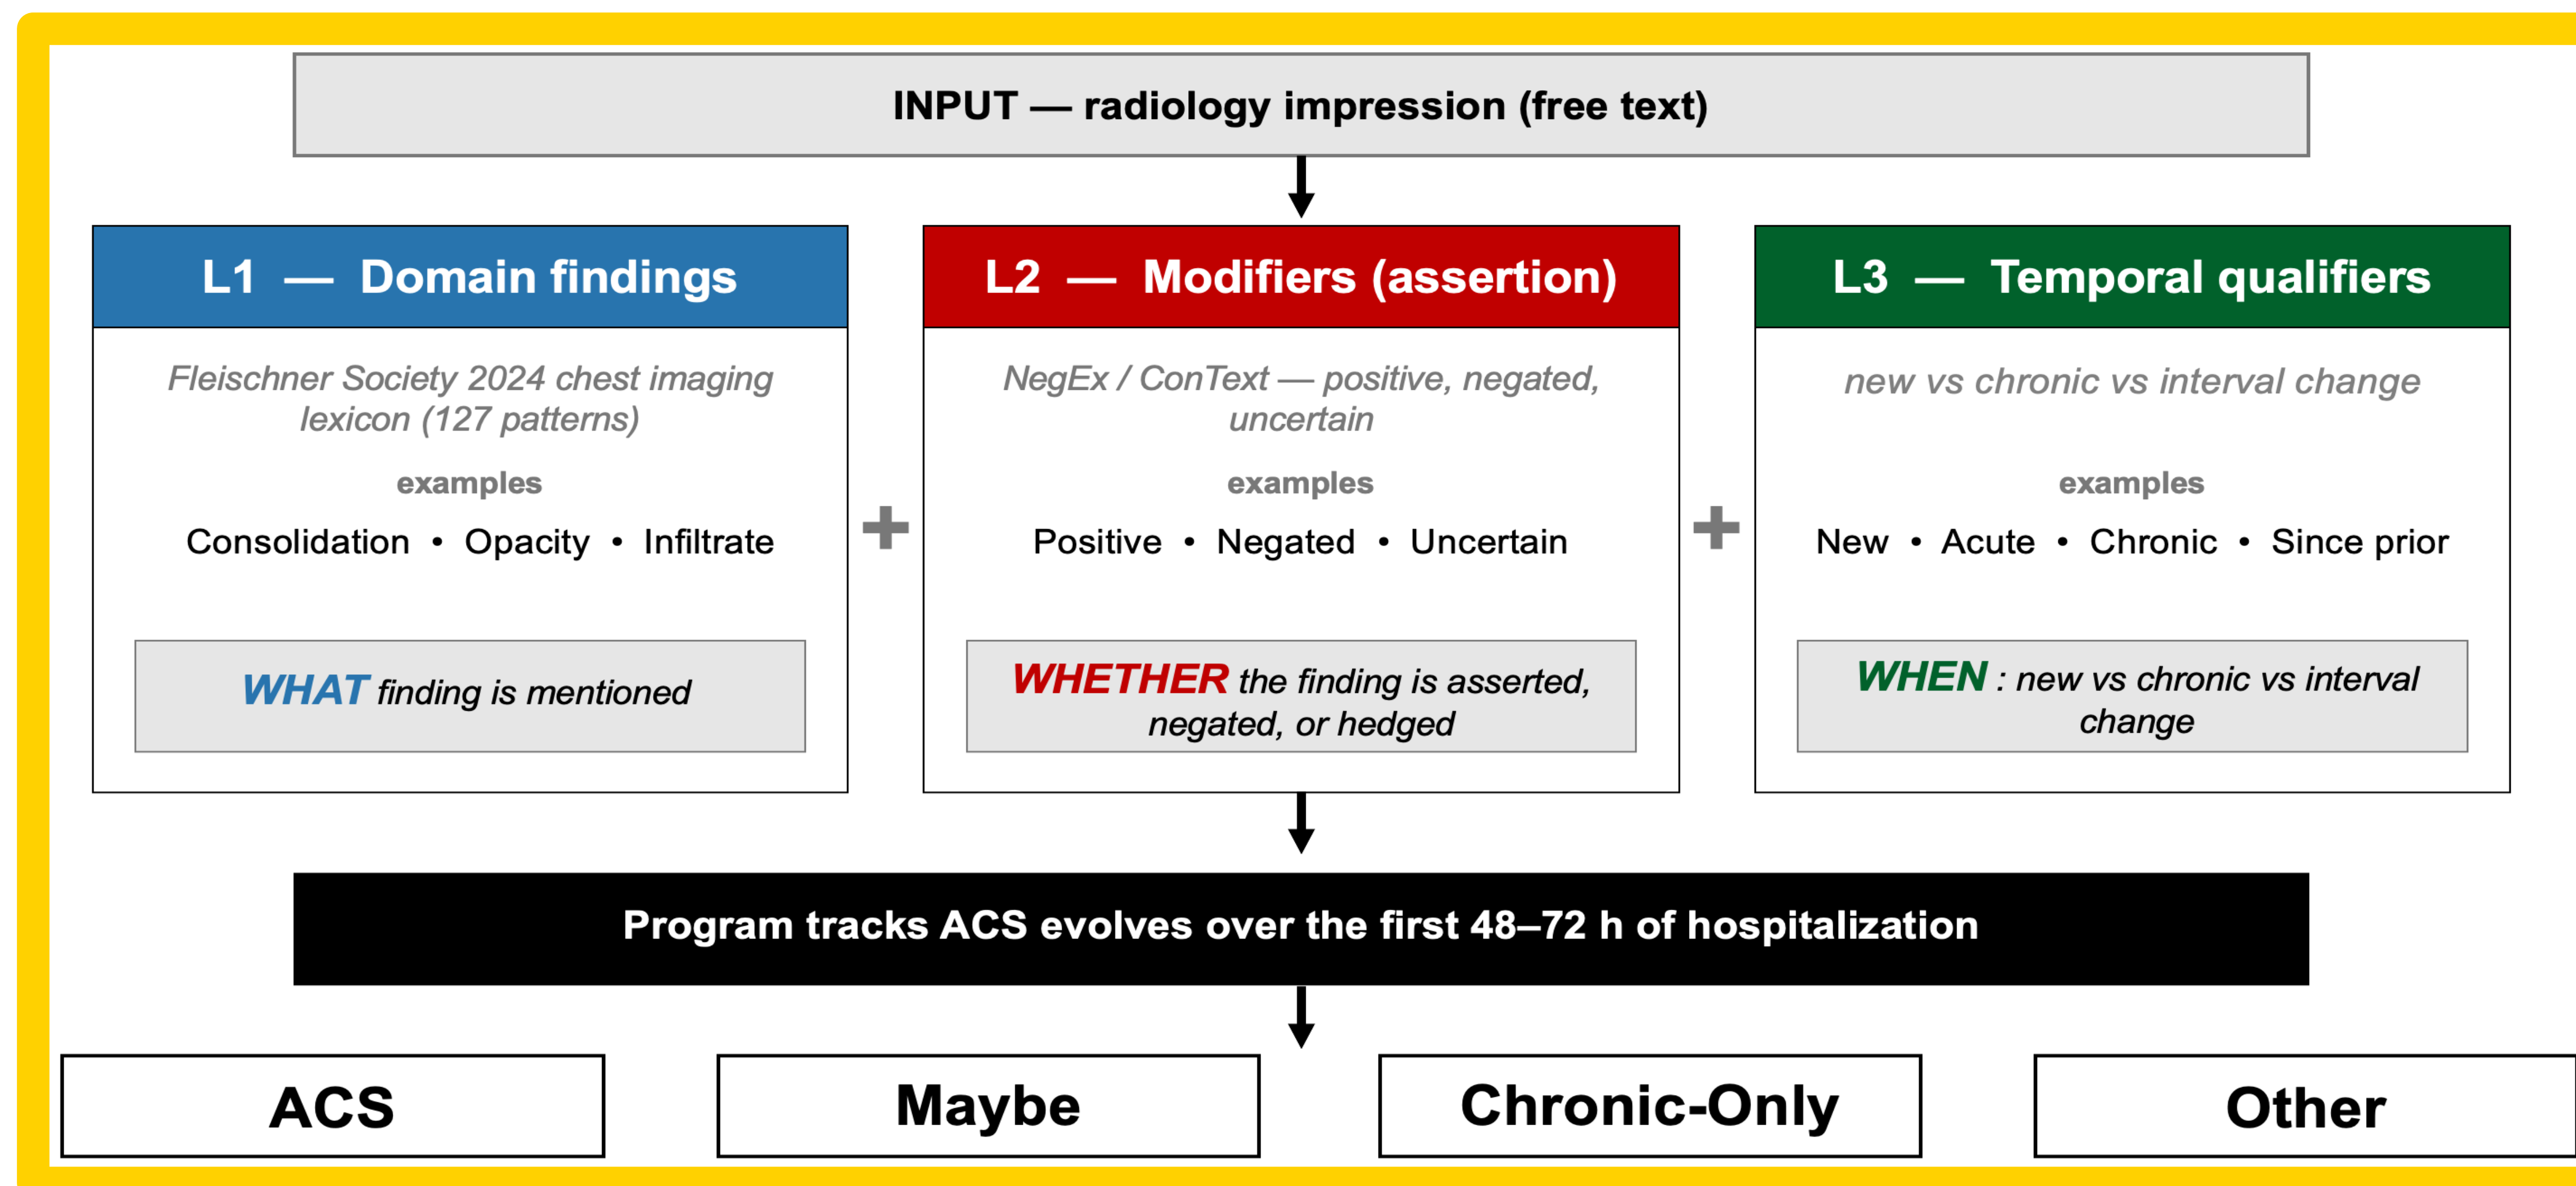 INPUT — radiology impression (free text)
L1 — Domain findings
Fleischner Society 2024 chest imaging
lexicon (127 patterns)
examples
Consolidation • Opacity • Infiltrate
WHAT finding is mentioned
+
L2 — Modifiers (assertion)
NegEx / ConText — positive, negated,
uncertain
examples
Positive • Negated • Uncertain
WHETHER the finding is asserted,
negated, or hedged
+
L3 — Temporal qualifiers
new vs chronic vs interval change
examples
New • Acute • Chronic • Since prior
WHEN : new vs chronic vs interval
change
Program tracks ACS evolves over the first 48–72 h of hospitalization
ACS
Maybe
Chronic-Only
Other